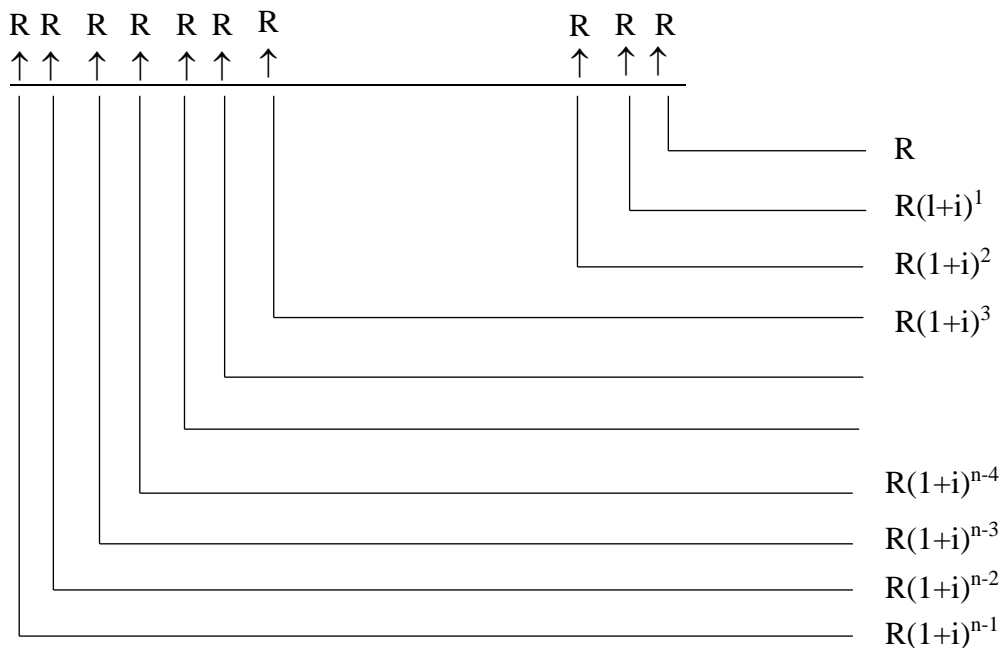 R R R R R R R R R R
R
R(l+i)^1
R(1+i)^2
R(1+i)^3
R(1+i)^n-4
R(1+i)^n-3
R(1+i)^n-2
R(1+i)^n-1